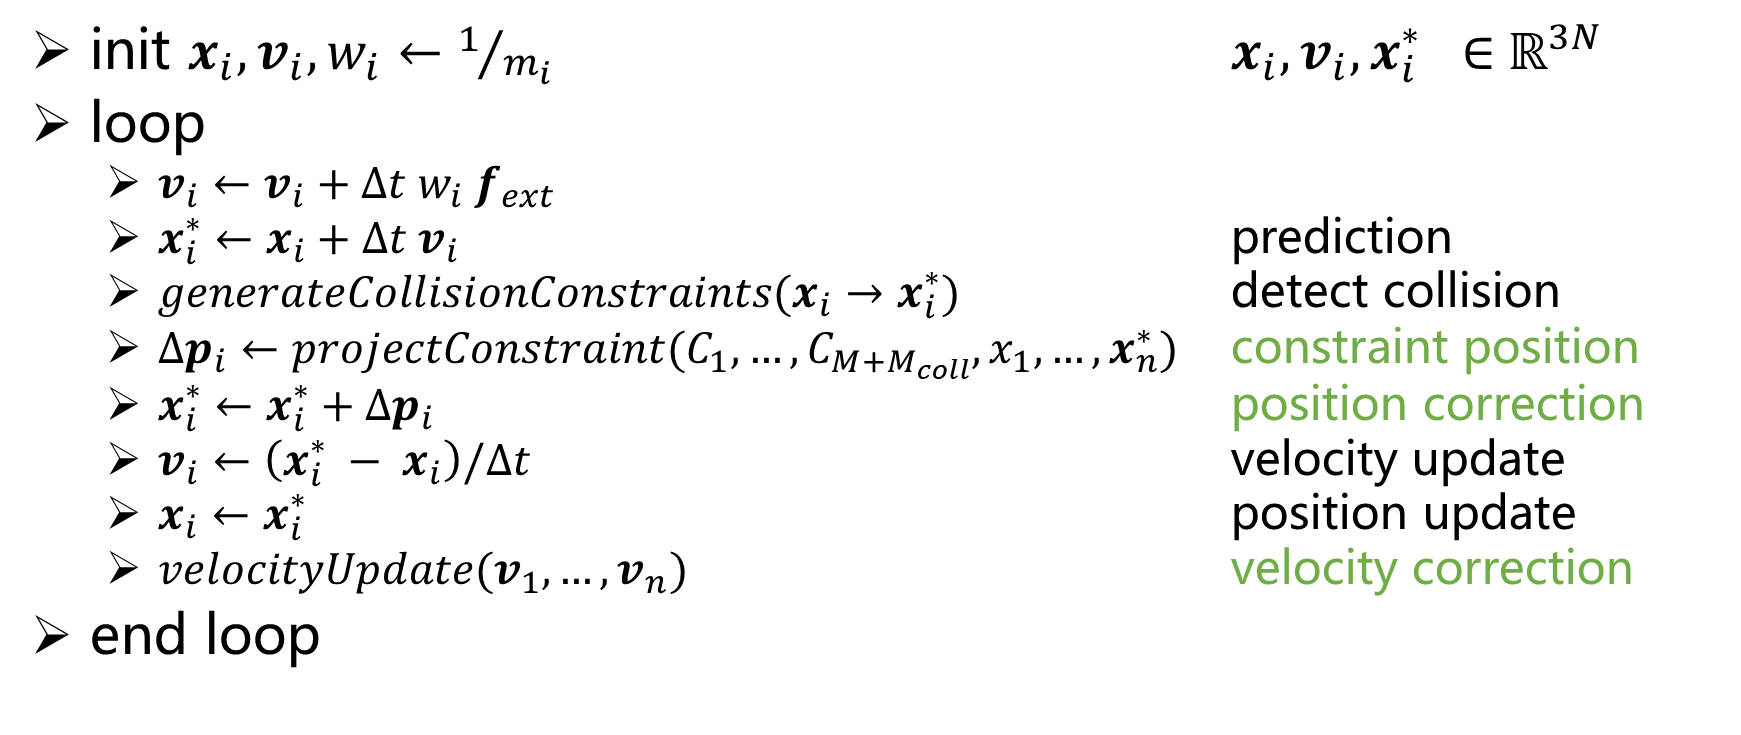 ➢ init 𝒙ᵢ, 𝒗ᵢ, wᵢ ← 1/mᵢ    𝒙ᵢ, 𝒗ᵢ, 𝒙ᵢ* ∈ ℝ³ᴺ
➢ loop
➢ 𝒗ᵢ ← 𝒗ᵢ + Δt wᵢ 𝒇_ext
➢ 𝒙ᵢ* ← 𝒙ᵢ + Δt 𝒗ᵢ    prediction
➢ generateCollisionConstraints(𝒙ᵢ → 𝒙ᵢ*)    detect collision
➢ Δ𝒑ᵢ ← projectConstraint(C₁, …, C_{M+M_coll}, x₁, …, 𝒙ₙ*)    constraint position
➢ 𝒙ᵢ* ← 𝒙ᵢ* + Δ𝒑ᵢ    position correction
➢ 𝒗ᵢ ← (𝒙ᵢ* − 𝒙ᵢ)/Δt    velocity update
➢ 𝒙ᵢ ← 𝒙ᵢ*    position update
➢ velocityUpdate(𝒗₁, …, 𝒗ₙ)    velocity correction
➢ end loop